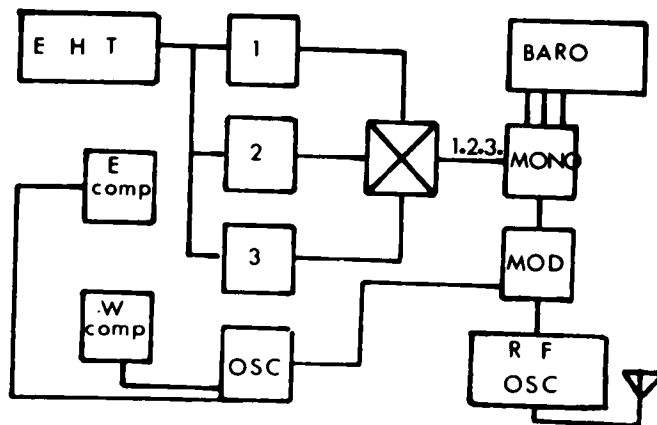 E H T
1
BARO
2
1.2.3.
MONO
E
comp
3
MOD
.W
comp
OSC
R F
OSC